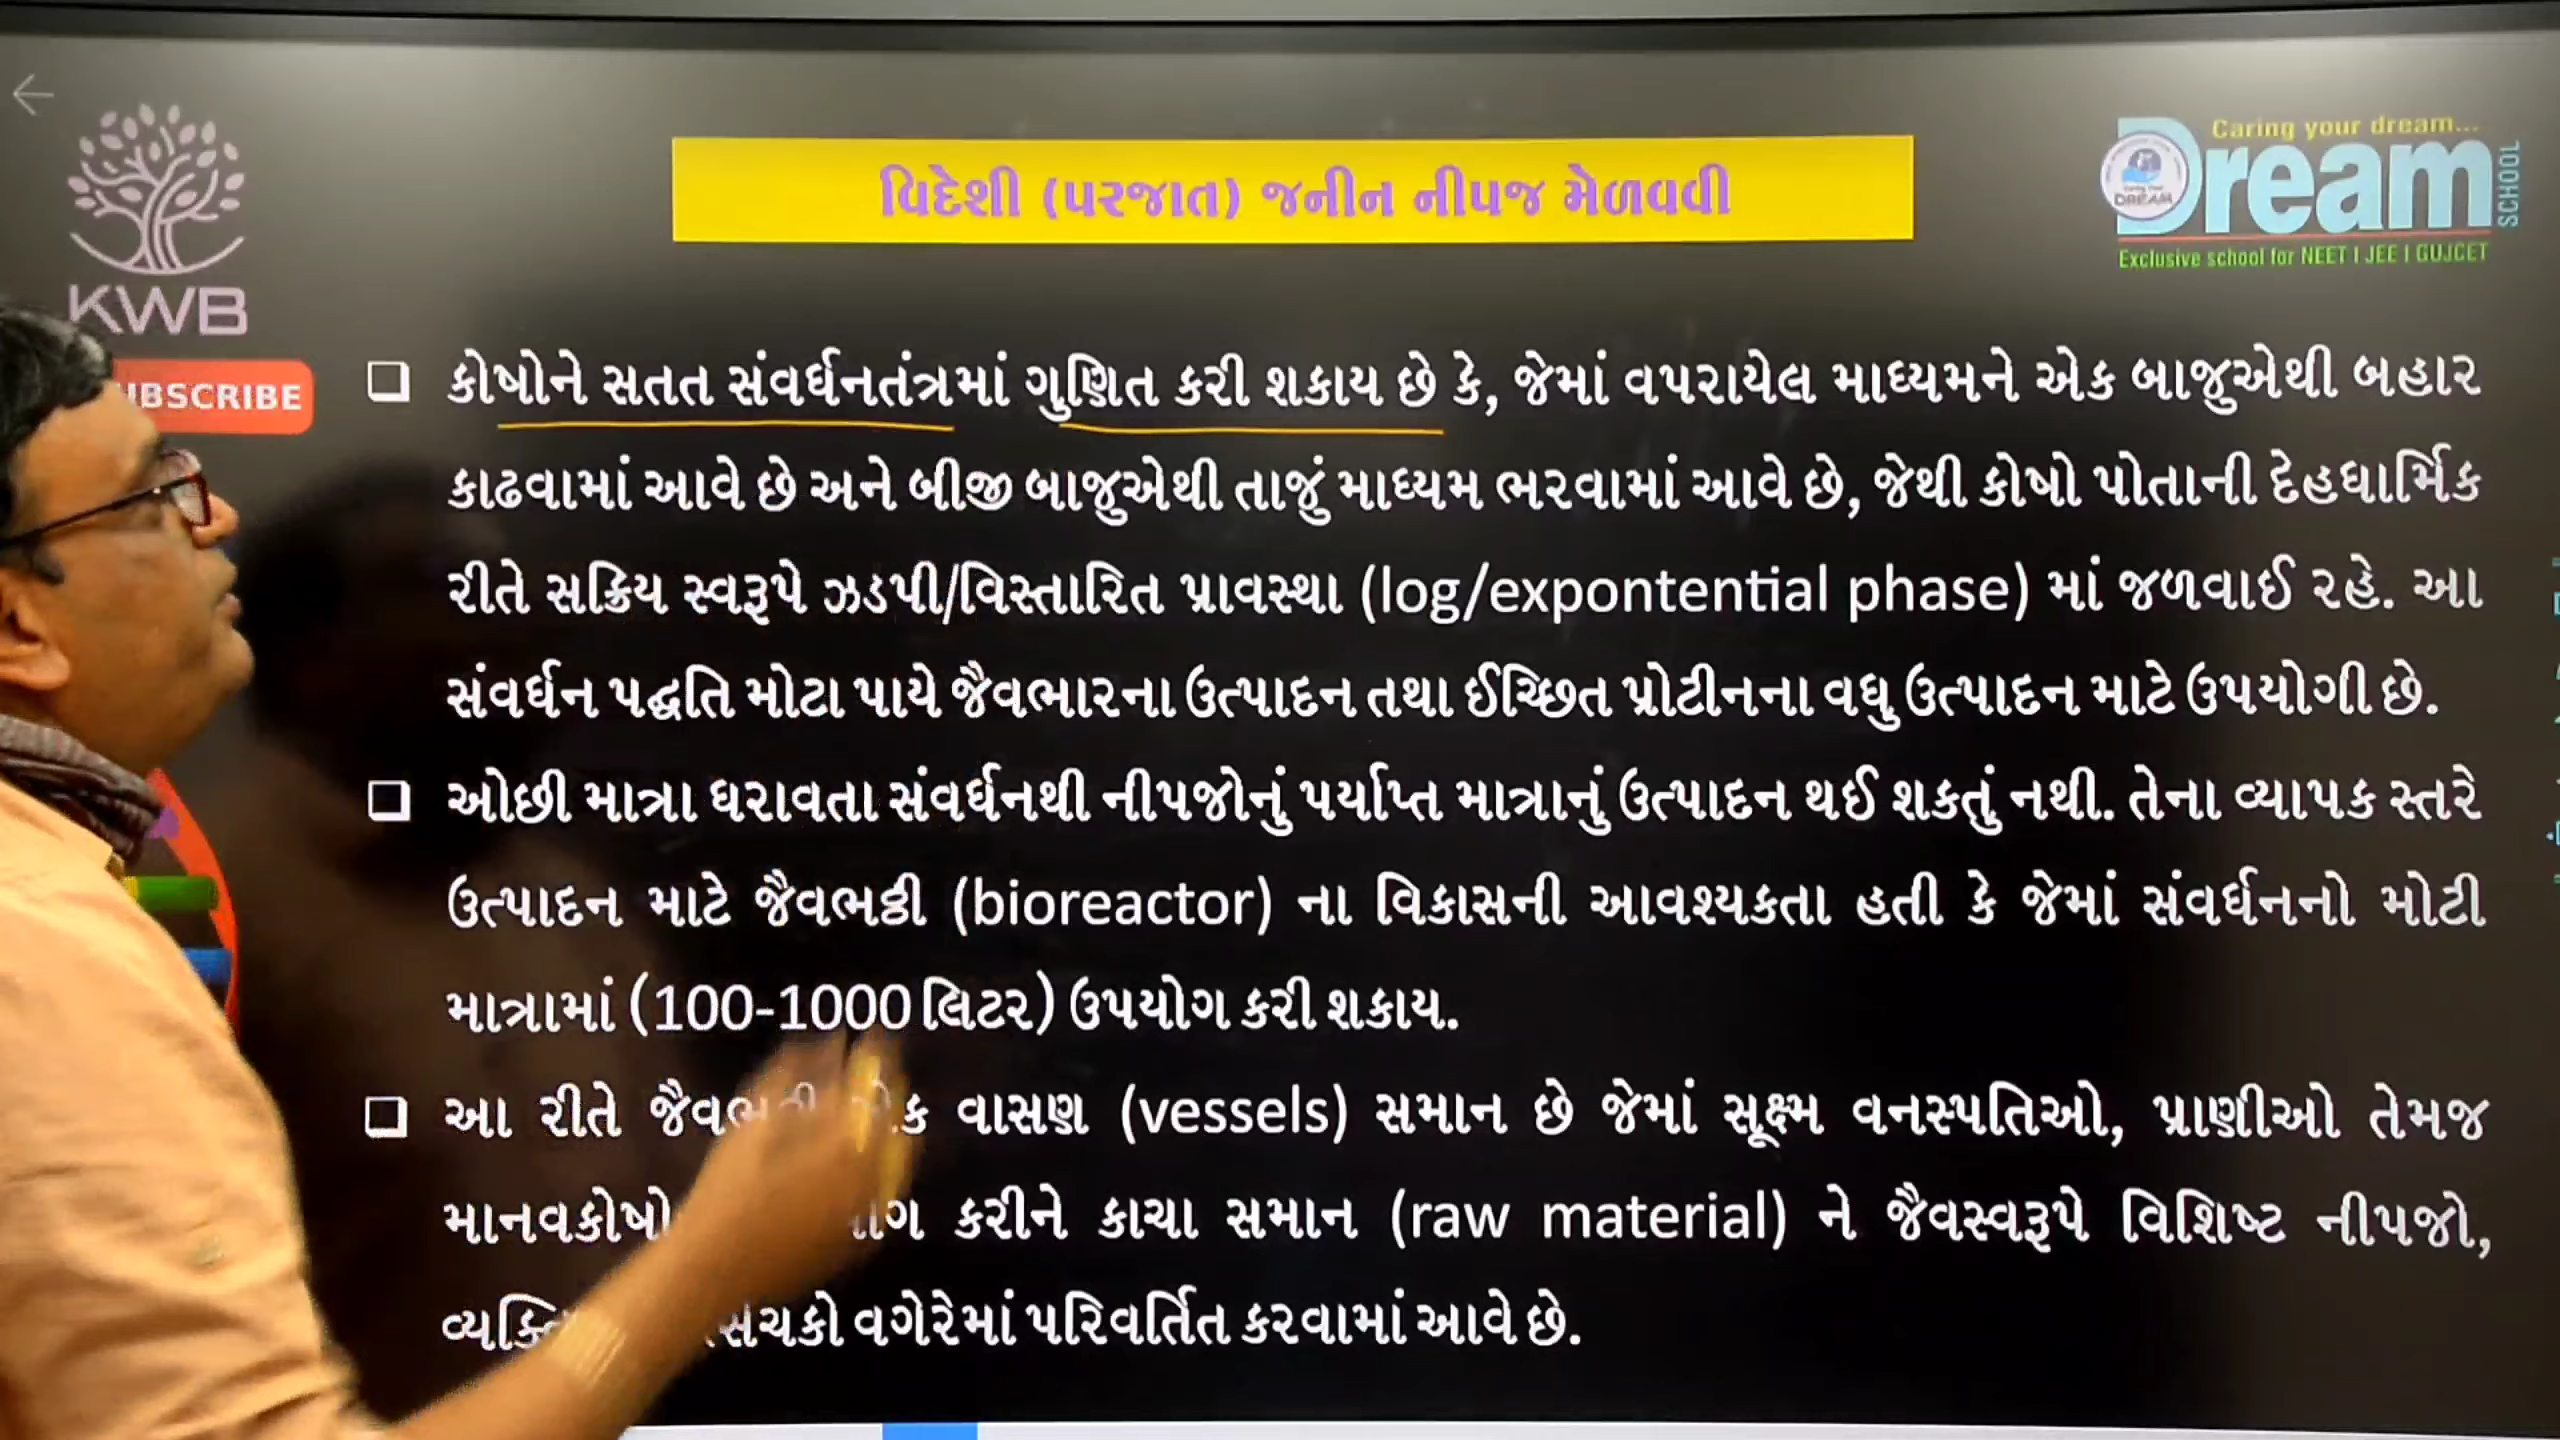 Caring your dream...
Dream
SCHOOL
DREAM
Exclusive school for NEET I JEE I GUJCET
KWB
UBSCRIBE
વિદેશી (પરજાત) જનીન નીપજ મેળવવી
કોષોને સતત સંવર્ધનતંત્રમાં ગુણિત કરી શકાય છે કે, જેમાં વપરાયેલ માધ્યમને એક બાજુએથી બહાર
કાઢવામાં આવે છે અને બીજી બાજુએથી તાજું માધ્યમ ભરવામાં આવે છે, જેથી કોષો પોતાની દેહધાર્મિક
રીતે સક્રિય સ્વરૂપે ઝડપી/વિસ્તારિત પ્રાવસ્થા (log/expontential phase) માં જળવાઈ રહે. આ
સંવર્ધન પદ્ધતિ મોટા પાયે જૈવભારના ઉત્પાદન તથા ઈચ્છિત પ્રોટીનના વધુ ઉત્પાદન માટે ઉપયોગી છે.
ઓછી માત્રા ધરાવતા સંવર્ધનથી નીપજોનું પર્યાપ્ત માત્રાનું ઉત્પાદન થઈ શકતું નથી. તેના વ્યાપક સ્તરે
ઉત્પાદન માટે જૈવભઠ્ઠી (bioreactor) ના વિકાસની આવશ્યકતા હતી કે જેમાં સંવર્ધનનો મોટી
માત્રામાં (100-1000 લિટર) ઉપયોગ કરી શકાય.
આ રીતે વાસણ (vessels) સમાન છે જેમાં સૂક્ષ્મ વનસ્પતિઓ, પ્રાણીઓ તેમજ
માનવકોષો કરીને કાચા સમાન (raw material) ને જૈવસ્વરૂપે વિશિષ્ટ નીપજો,
વગેરેમાં પરિવર્તિત કરવામાં આવે છે.